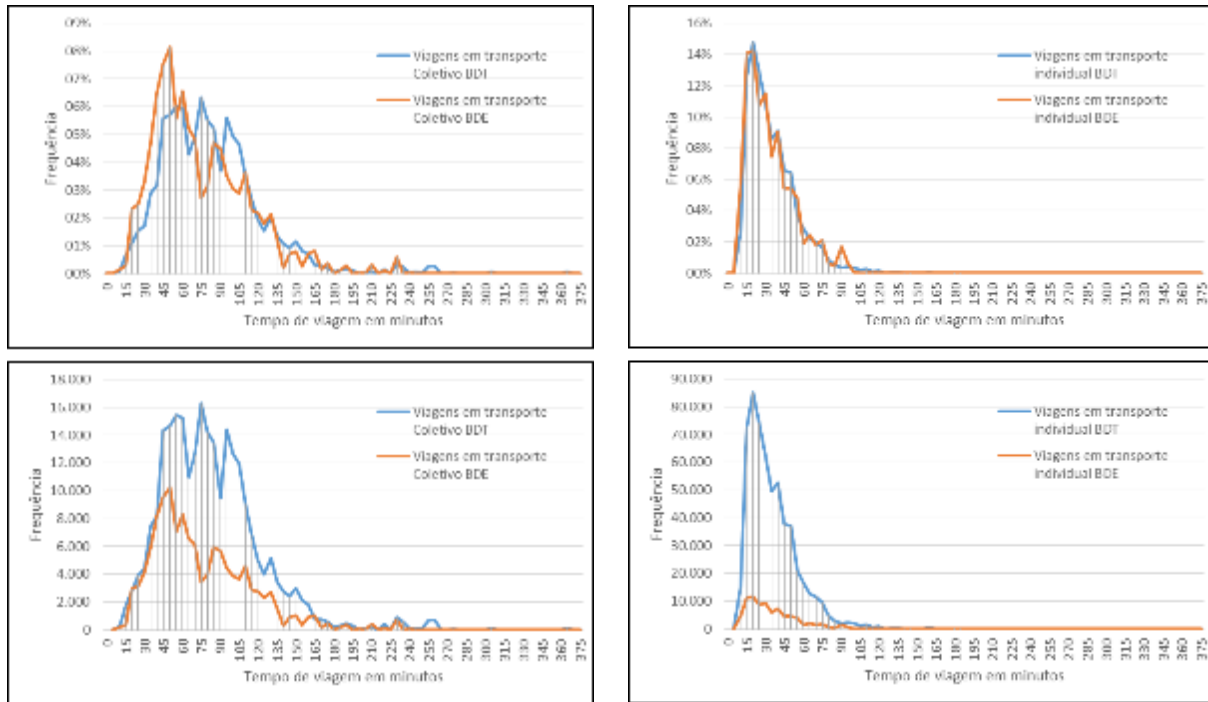 09%
08%
07%
06%
05%
04%
03%
02%
01%
00%
Frequência
Viagens em transporte
Coletivo BDT
Viagens em transporte
Coletivo BDE
0 15 30 45 60 75 90 105 120 135 150 165 180 195 210 225 240 255 270 285 300 315 330 345 360 375
Tempo de viagem em minutos
16%
14%
12%
10%
08%
06%
04%
02%
00%
Frequência
Viagens em transporte
individual BDT
Viagens em transporte
individual BDE
0 15 30 45 60 75 90 105 120 135 150 165 180 195 210 225 240 255 270 285 300 315 330 345 360 375
Tempo de viagem em minutos
18.000
16.000
14.000
12.000
10.000
8.000
6.000
4.000
2.000
0
Frequência
Viagens em transporte
Coletivo BDT
Viagens em transporte
Coletivo BDE
0 15 30 45 60 75 90 105 120 135 150 165 180 195 210 225 240 255 270 285 300 315 330 345 360 375
Tempo de viagem em minutos
90.000
80.000
70.000
60.000
50.000
40.000
30.000
20.000
10.000
0
Frequência
Viagens em transporte
individual BDT
Viagens em transporte
individual BDE
0 15 30 45 60 75 90 105 120 135 150 165 180 195 210 225 240 255 270 285 300 315 330 345 360 375
Tempo de viagem em minutos